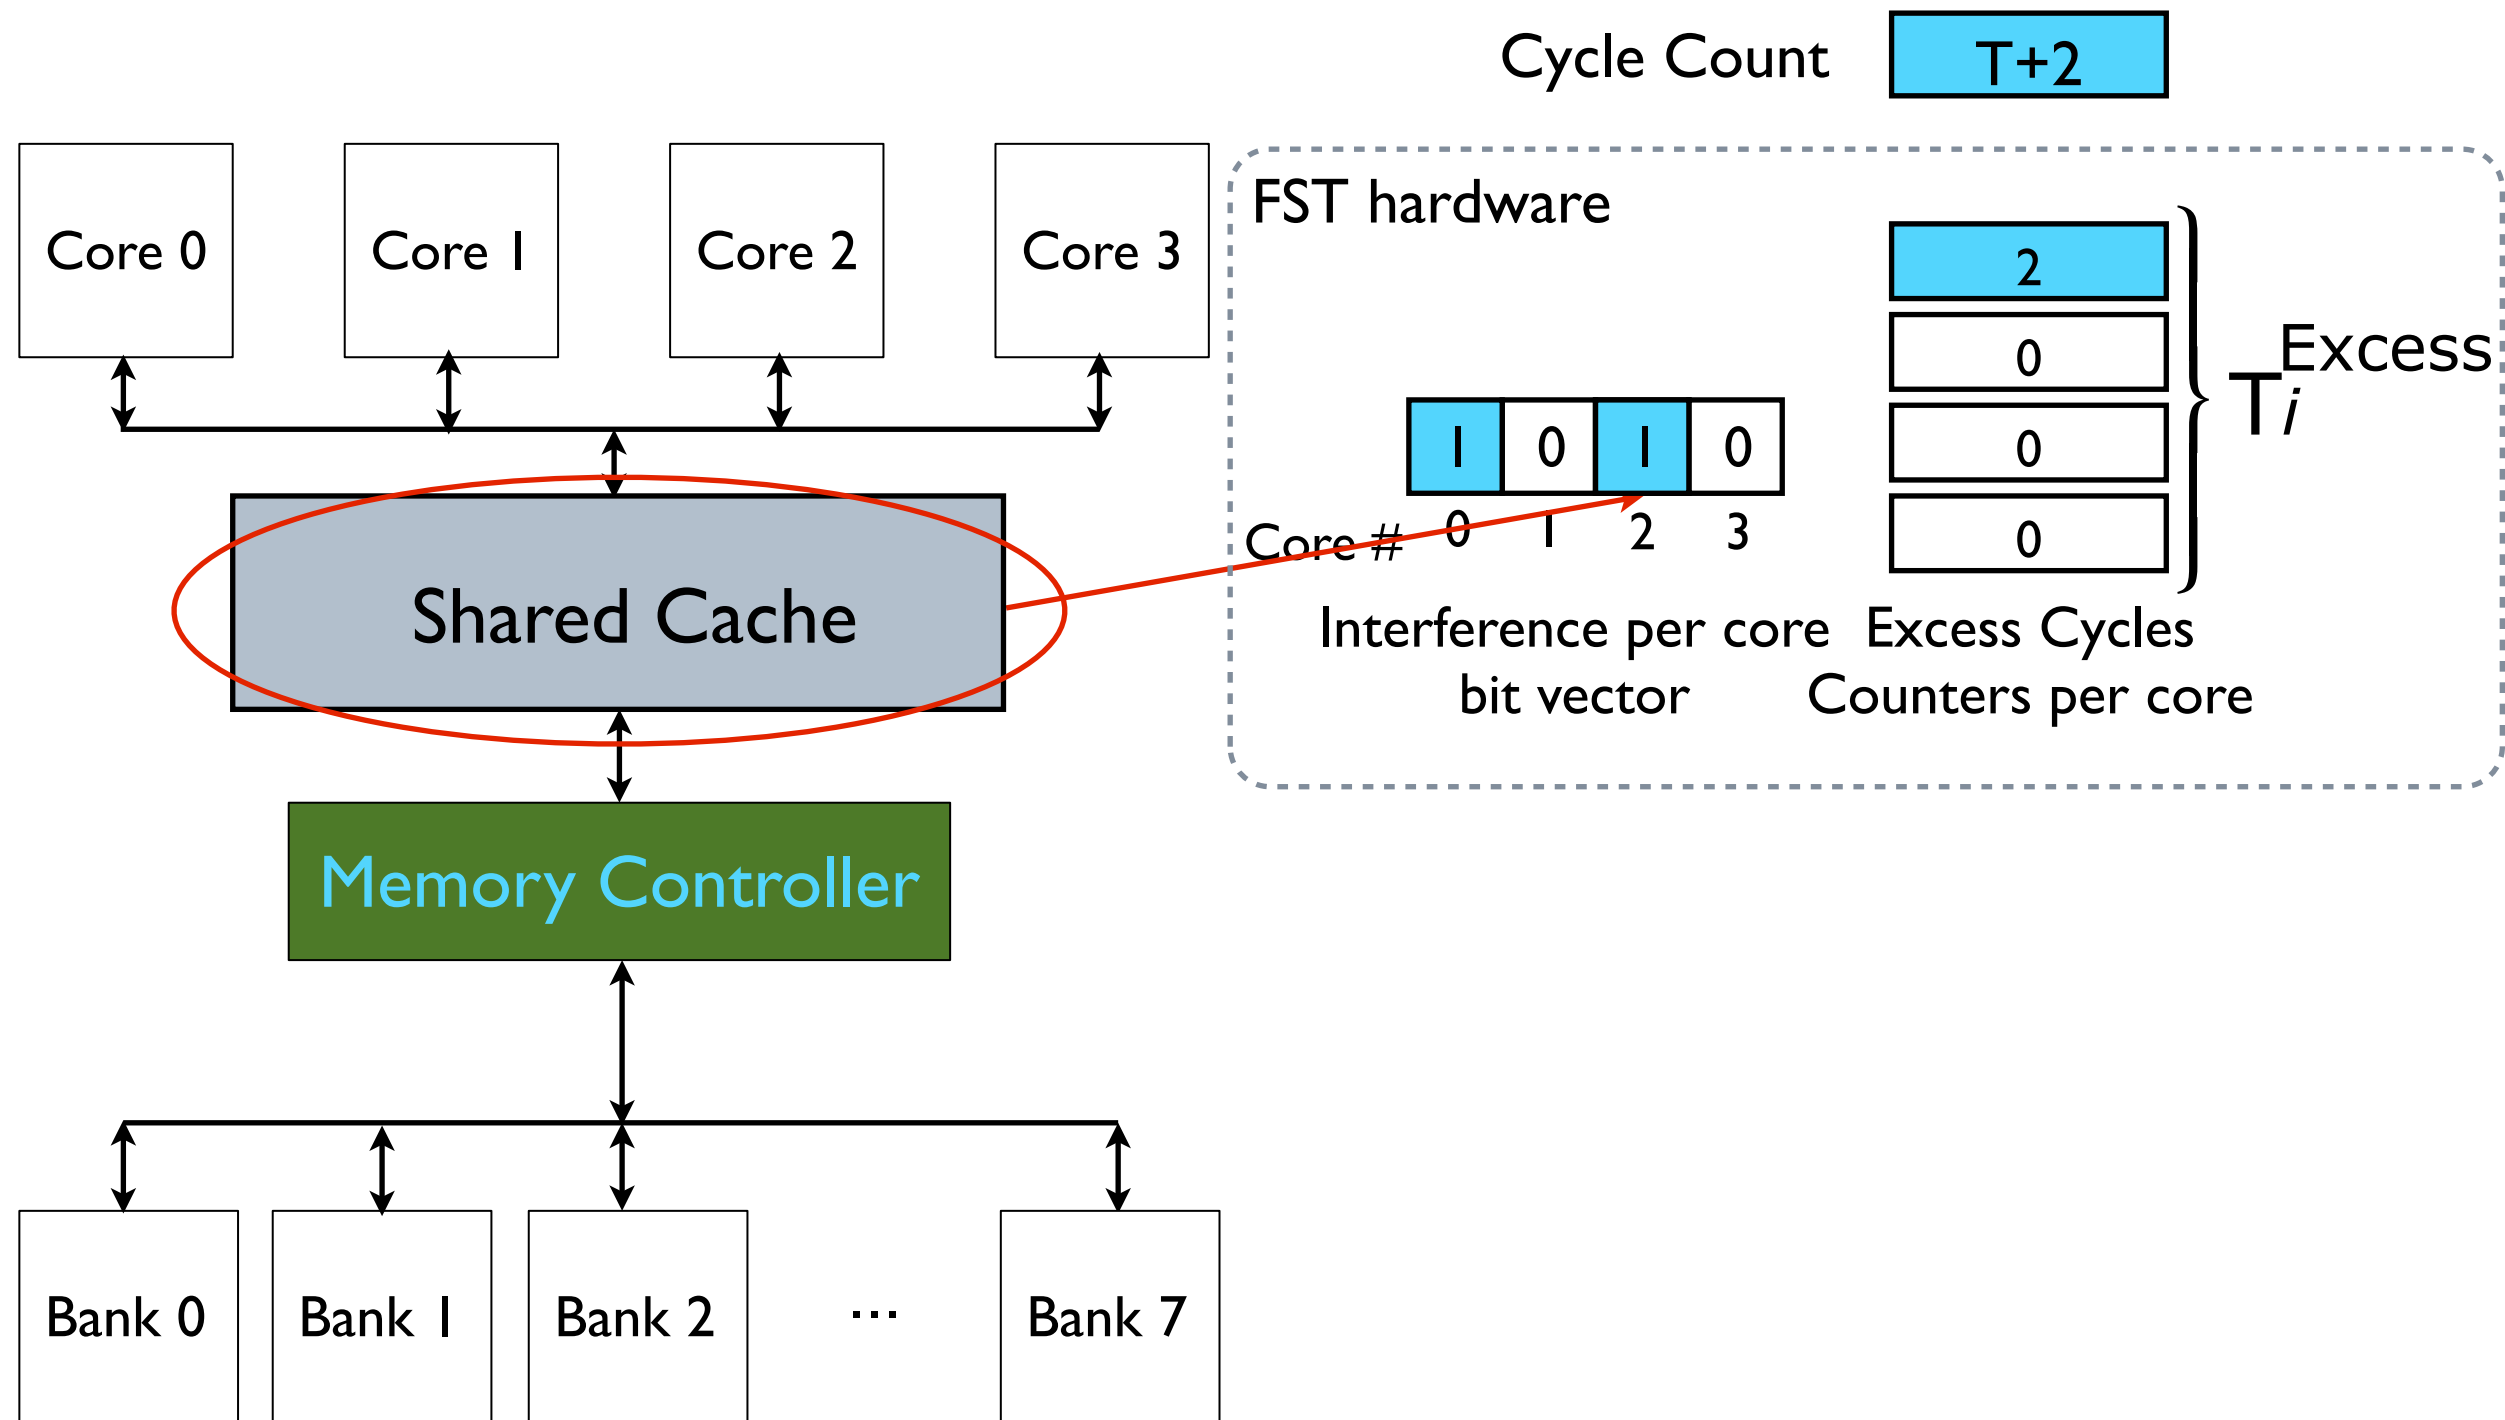 Cycle Count T+2
FST hardware
Core 0 Core 1 Core 2 Core 3
2
0
0
0
T i Excess
1 0 1 0
Core # 0 1 2 3
Shared Cache
Interference per core
bit vector
Excess Cycles
Counters per core
Memory Controller
Bank 0 Bank 1 Bank 2 ... Bank 7